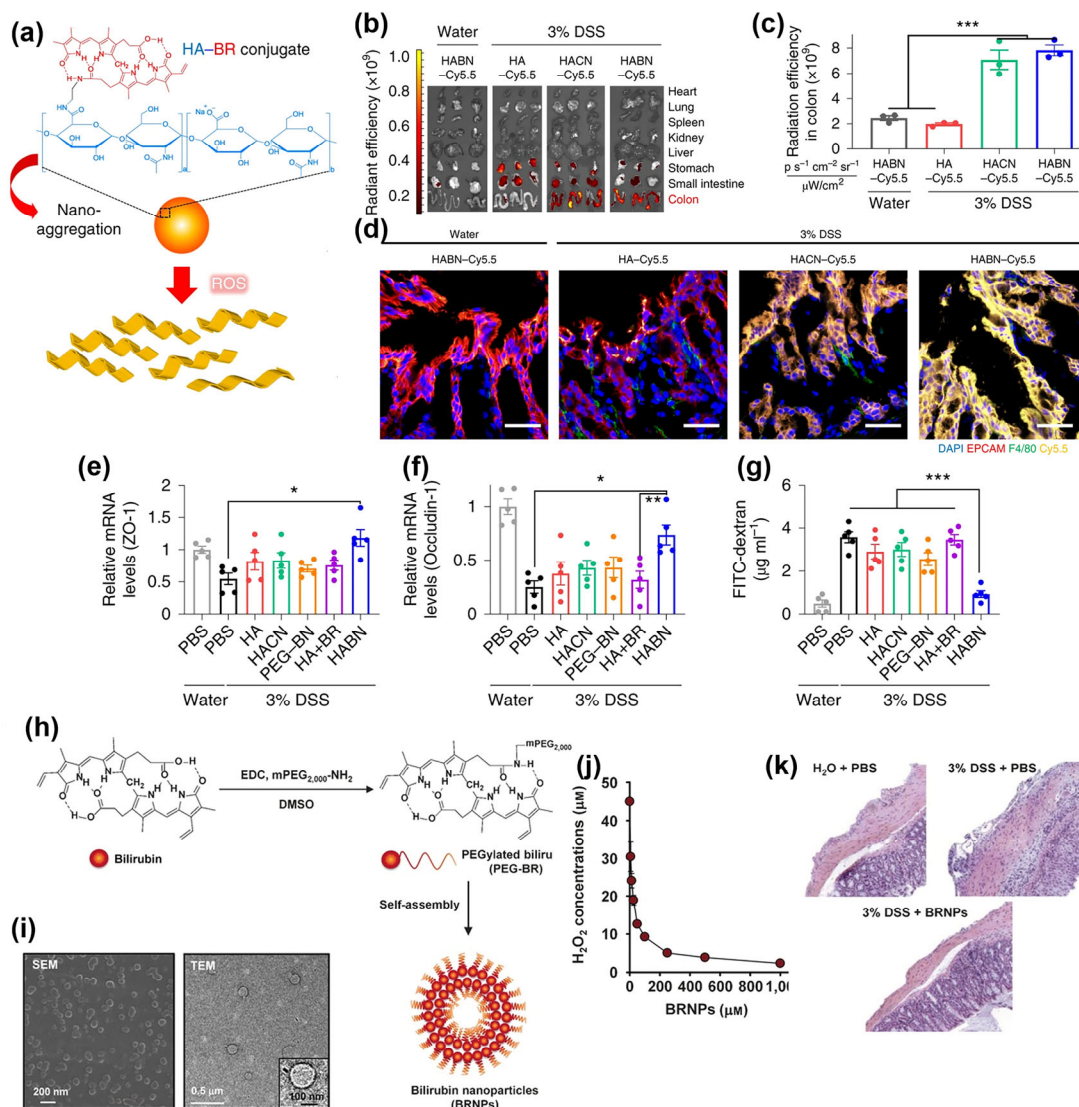 (a)
HA–BR conjugate
Nano-
aggregation
ROS
(b)
Water
3% DSS
HABN
–Cy5.5
HA
–Cy5.5
HACN
–Cy5.5
HABN
–Cy5.5
Radiant efficiency (×10⁹)
1.0
0.8
0.6
0.4
0.2
Heart
Lung
Spleen
Kidney
Liver
Stomach
Small intestine
Colon
(c)
***
Radiation efficiency
in colon (×10⁹)
8
6
4
2
0
p s⁻¹ cm⁻² sr⁻¹
μW/cm²
HABN
–Cy5.5
HA
–Cy5.5
HACN
–Cy5.5
HABN
–Cy5.5
Water
3% DSS
(d)
Water
3% DSS
HABN–Cy5.5
HA–Cy5.5
HACN–Cy5.5
HABN–Cy5.5
DAPI EPCAM F4/80 Cy5.5
(e)
Relative mRNA
levels (ZO-1)
2
1.5
1
0.5
0
*
PBS
PBS
HA
HACN
PEG–BN
HA+BR
HABN
Water
3% DSS
(f)
Relative mRNA
levels (Occludin-1)
1
0.5
0
*
**
PBS
PBS
HA
HACN
PEG–BN
HA+BR
HABN
Water
3% DSS
(g)
FITC-dextran
(μg ml⁻¹)
6
4
2
0
***
PBS
PBS
HA
HACN
PEG–BN
HA+BR
HABN
Water
3% DSS
(h)
EDC, mPEG₂,₀₀₀-NH₂
DMSO
mPEG₂,₀₀₀
Bilirubin
PEGylated biliru
(PEG-BR)
Self-assembly
Bilirubin nanoparticles
(BRNPs)
(i)
SEM
200 nm
TEM
0.5 μm
100 nm
(j)
H₂O₂ concentrations (μM)
50
40
30
20
10
0
0
200
400
600
800
1,00
BRNPs (μM)
(k)
H₂O + PBS
3% DSS + PBS
3% DSS + BRNPs